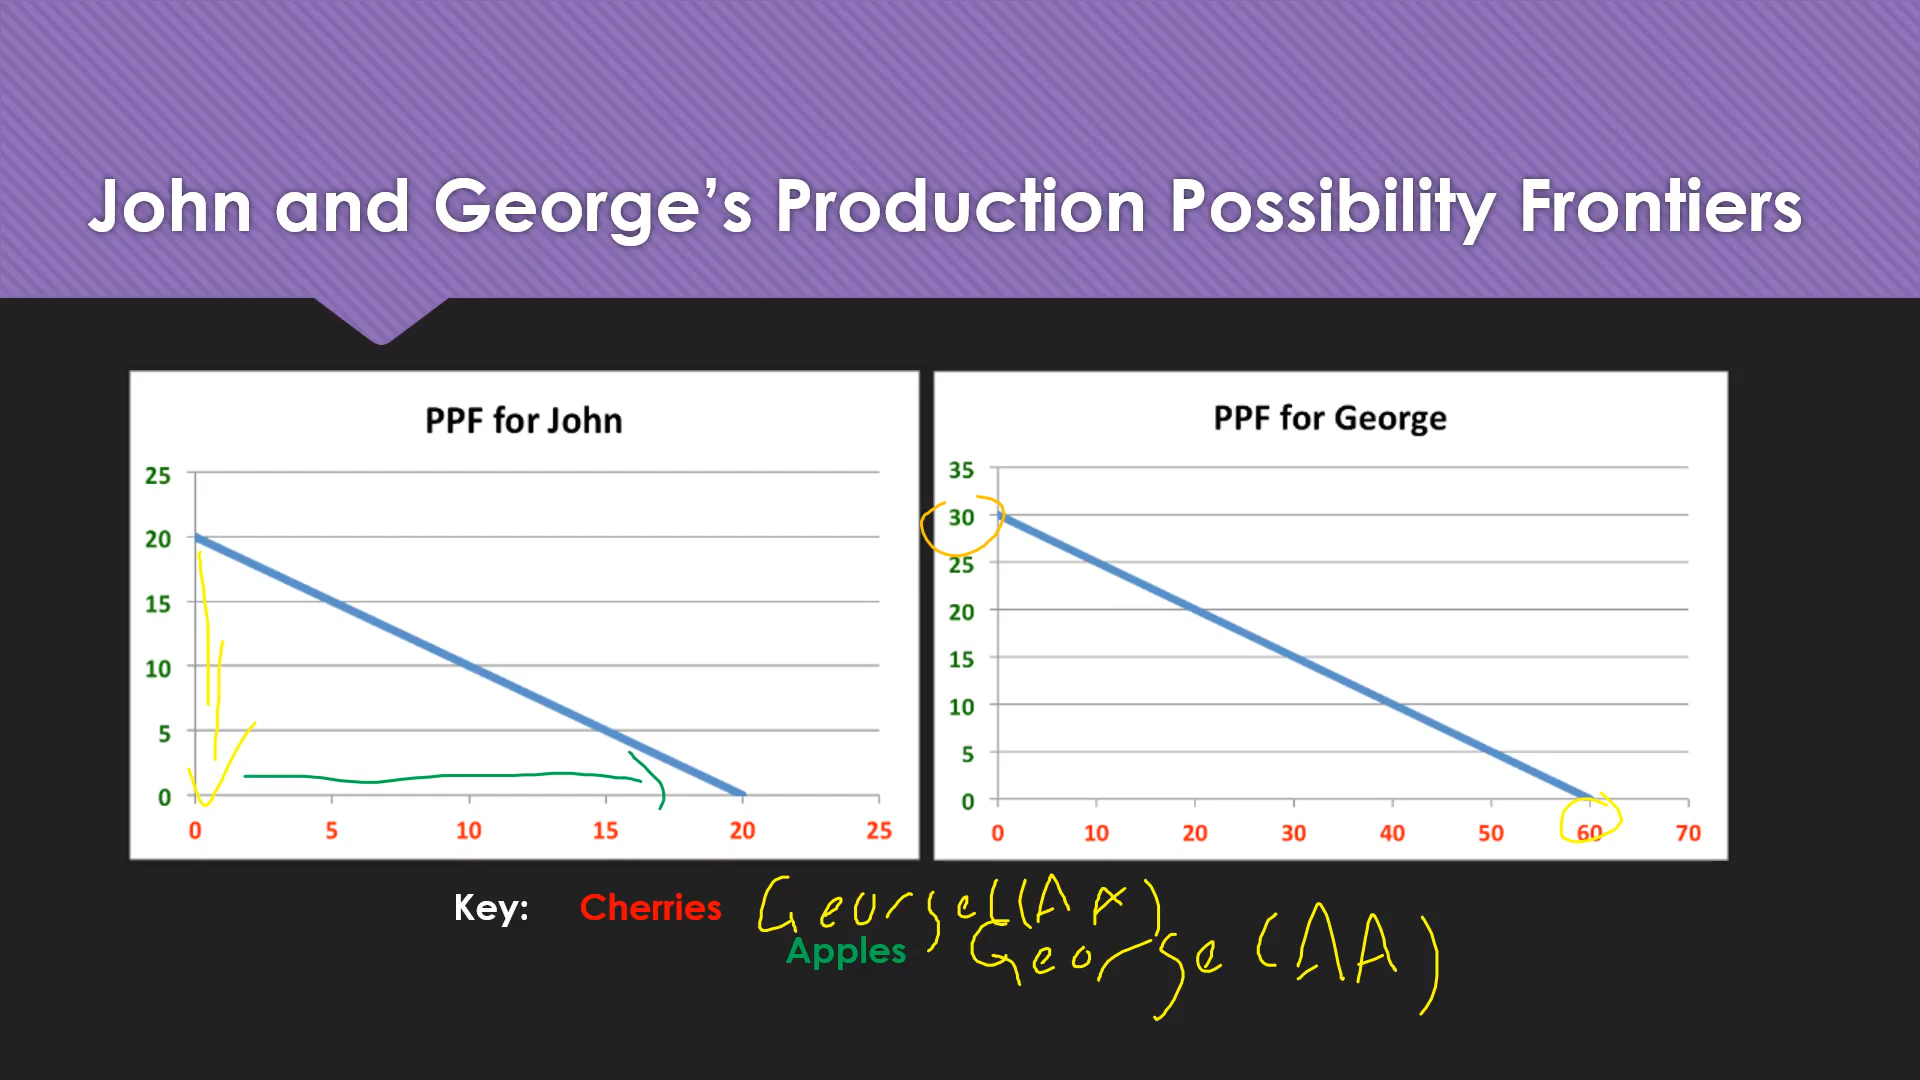 John and George's Production Possibility Frontiers
PPF for John
25
20
15
10
5
0
0 5 10 15 20 25
PPF for George
35
30
25
20
15
10
5
0
0 10 20 30 40 50 60 70
Key: Cherries George (AA)
Apples George (AA)